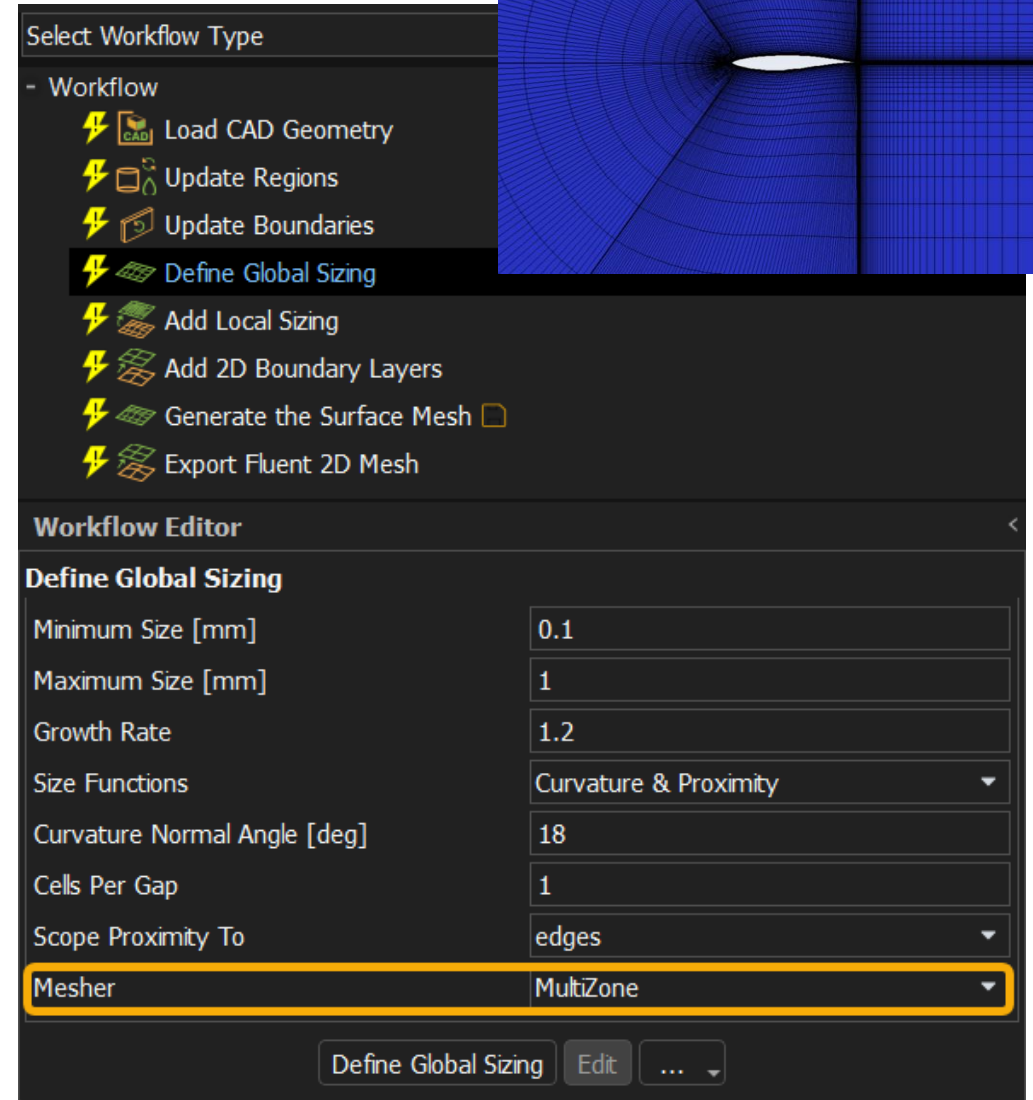 Select Workflow Type
- Workflow
CAD Load CAD Geometry
Update Regions
Update Boundaries
Define Global Sizing
Add Local Sizing
Add 2D Boundary Layers
Generate the Surface Mesh
Export Fluent 2D Mesh
Workflow Editor <
Define Global Sizing
Minimum Size [mm] 0.1
Maximum Size [mm] 1
Growth Rate 1.2
Size Functions Curvature & Proximity
Curvature Normal Angle [deg] 18
Cells Per Gap 1
Scope Proximity To edges
Mesher MultiZone
Define Global Sizing Edit ...